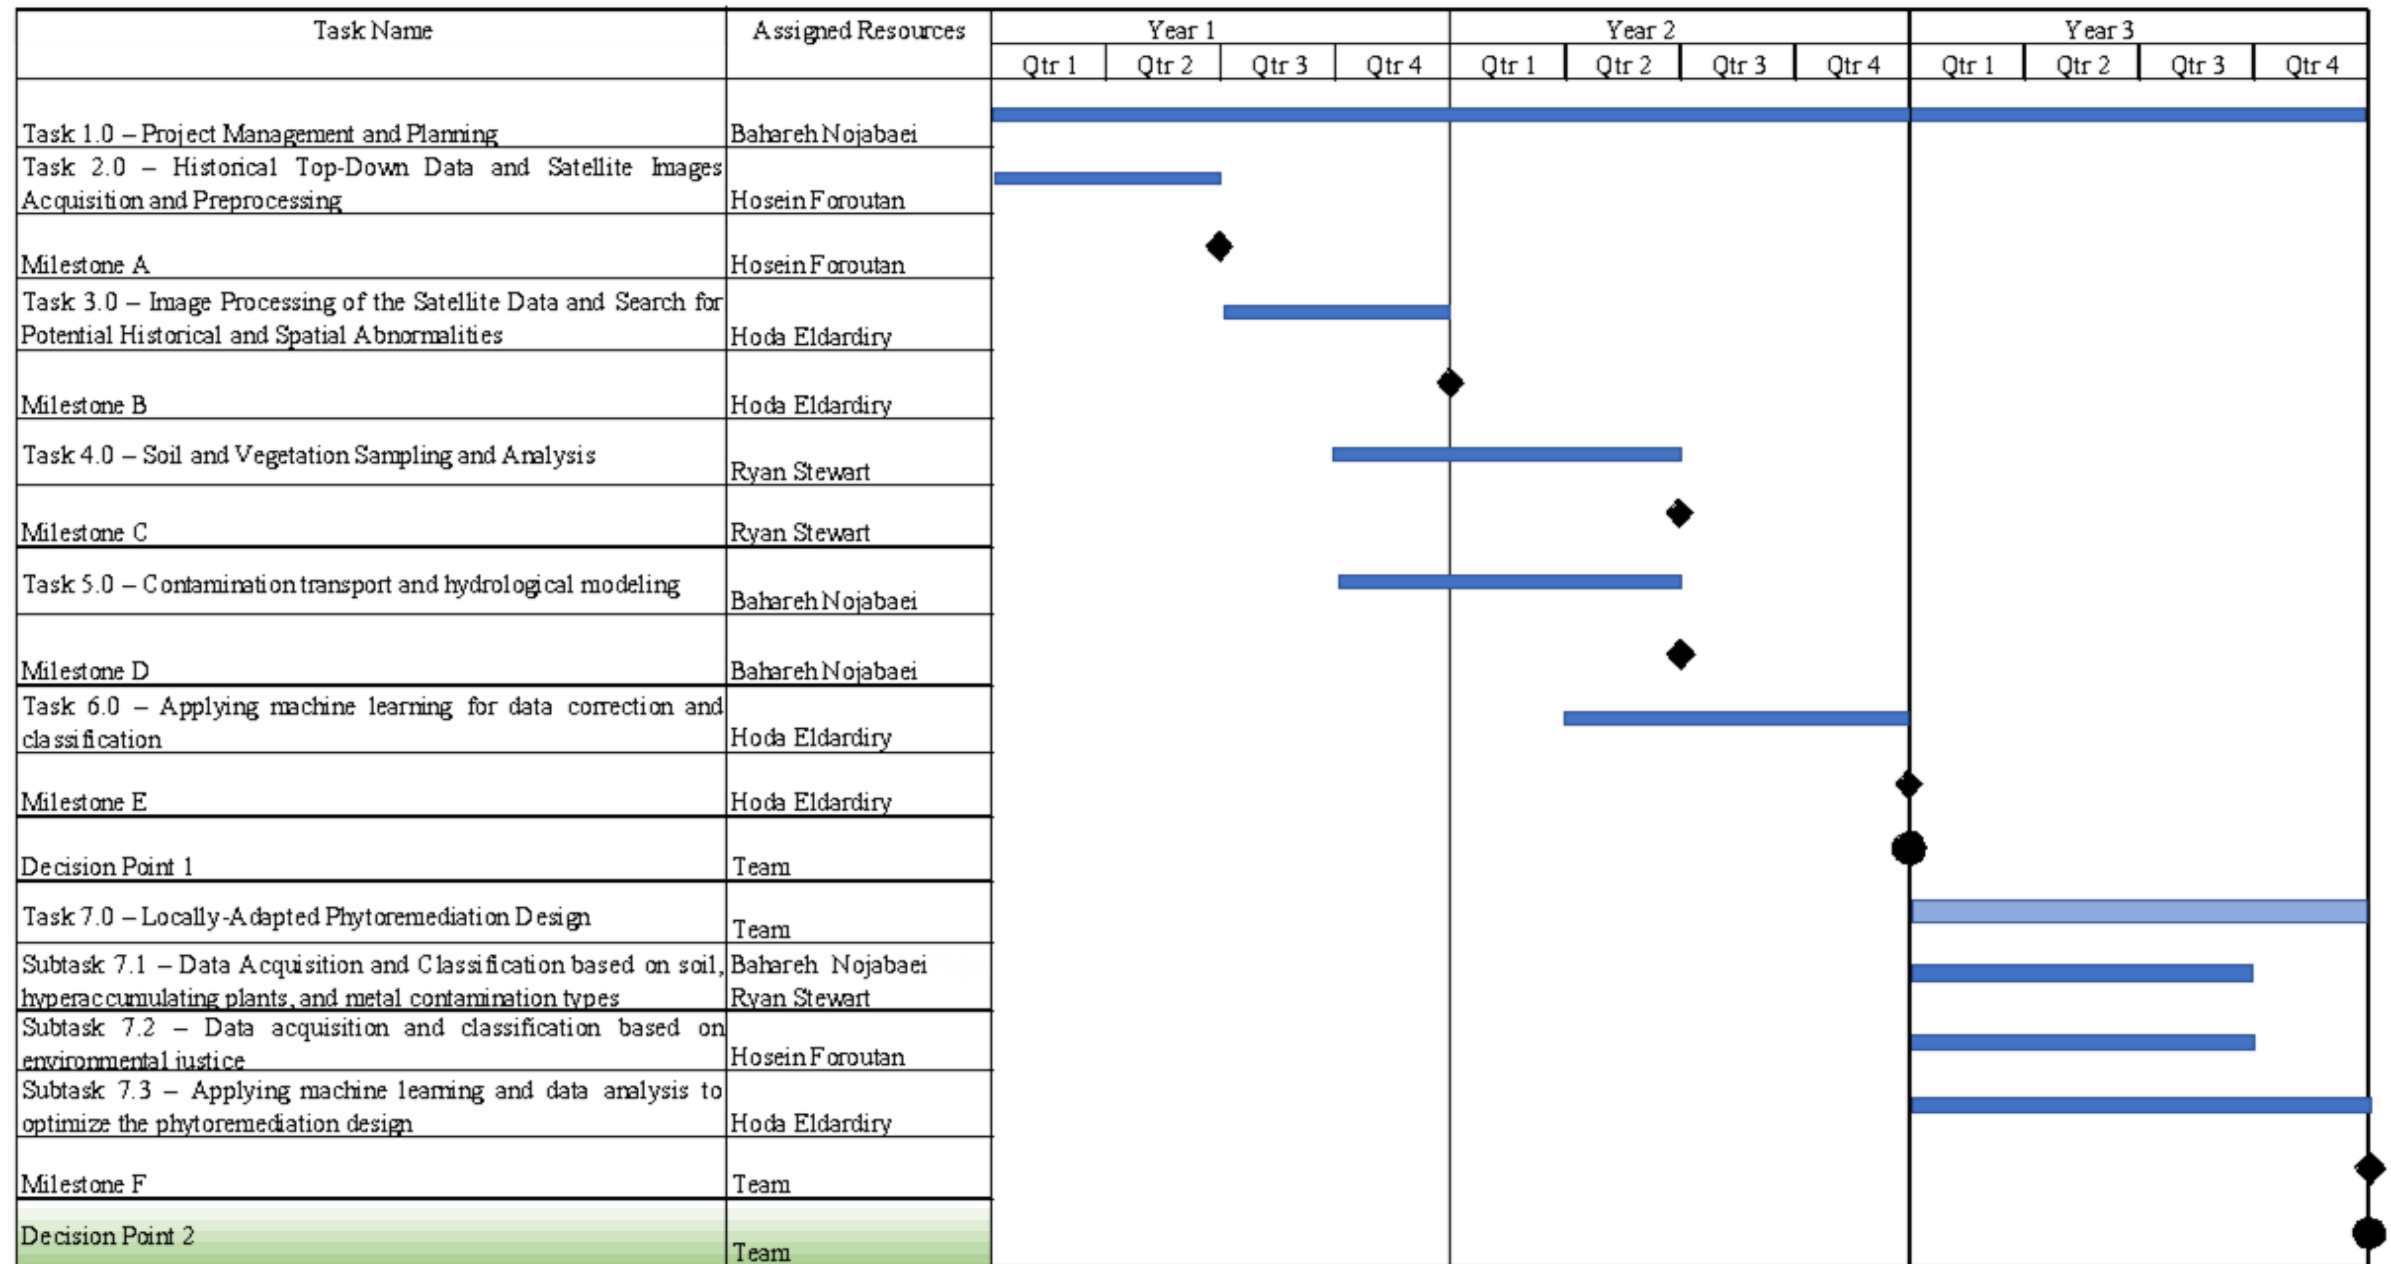 Task Name Assigned Resources Year 1 Year 2 Year 3
Qtr 1 Qtr 2 Qtr 3 Qtr 4 Qtr 1 Qtr 2 Qtr 3 Qtr 4 Qtr 1 Qtr 2 Qtr 3 Qtr 4
Task 1.0 – Project Management and Planning Bahareh Nojabaei
Task 2.0 – Historical Top-Down Data and Satellite Images
Acquisition and Preprocessing Hosein Foroutan
Milestone A Hosein Foroutan
Task 3.0 – Image Processing of the Satellite Data and Search for
Potential Historical and Spatial Abnormalities Hoda Eldardiry
Milestone B Hoda Eldardiry
Task 4.0 – Soil and Vegetation Sampling and Analysis
Ryan Stewart
Milestone C Ryan Stewart
Task 5.0 – Contamination transport and hydrological modeling
Bahareh Nojabaei
Milestone D Bahareh Nojabaei
Task 6.0 – Applying machine learning for data correction and
classification Hoda Eldardiry
Milestone E Hoda Eldardiry
Decision Point 1 Team
Task 7.0 – Locally-Adapted Phytoremediation Design
Team
Subtask 7.1 – Data Acquisition and Classification based on soil, Bahareh Nojabaei
hyperaccumulating plants, and metal contamination types Ryan Stewart
Subtask 7.2 – Data acquisition and classification based on
environmental justice Hosein Foroutan
Subtask 7.3 – Applying machine learning and data analysis to
optimize the phytoremediation design Hoda Eldardiry
Milestone F Team
Decision Point 2
Team